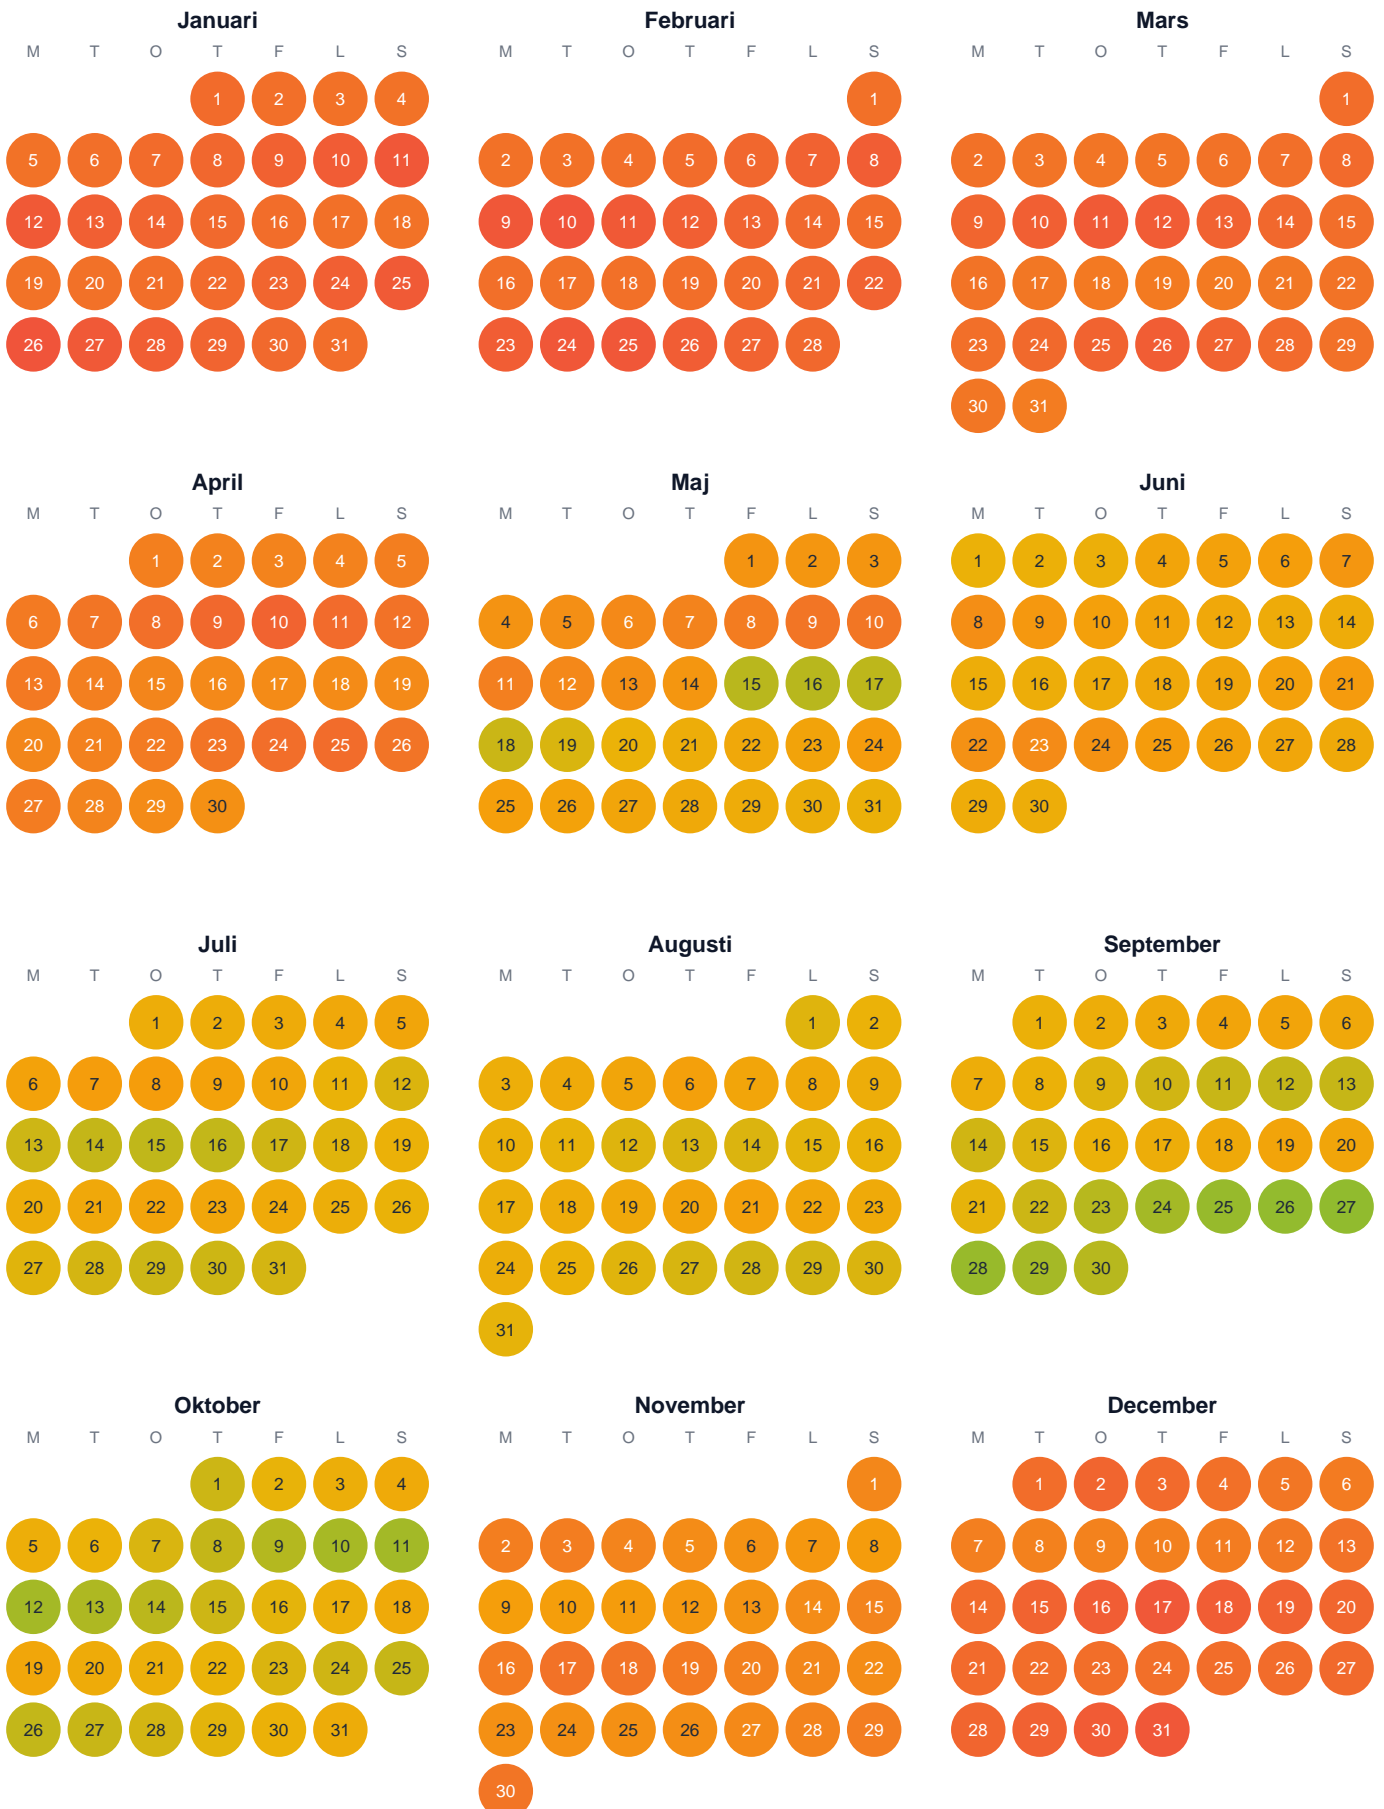 Januari Februari Mars
M T O T F L S M T O T F L S M T O T F L S
1 2 3 4 1 1
5 6 7 8 9 10 11 2 3 4 5 6 7 8 2 3 4 5 6 7 8
12 13 14 15 16 17 18 9 10 11 12 13 14 15 9 10 11 12 13 14 15
19 20 21 22 23 24 25 16 17 18 19 20 21 22 16 17 18 19 20 21 22
26 27 28 29 30 31 23 24 25 26 27 28 23 24 25 26 27 28 29
30 31
April Maj Juni
M T O T F L S M T O T F L S M T O T F L S
1 2 3 4 5 1 2 3 1 2 3 4 5 6 7
6 7 8 9 10 11 12 4 5 6 7 8 9 10 8 9 10 11 12 13 14
13 14 15 16 17 18 19 11 12 13 14 15 16 17 15 16 17 18 19 20 21
20 21 22 23 24 25 26 18 19 20 21 22 23 24 22 23 24 25 26 27 28
27 28 29 30 25 26 27 28 29 30 31 29 30
Juli Augusti September
M T O T F L S M T O T F L S M T O T F L S
1 2 3 4 5 1 2 1 2 3 4 5 6
6 7 8 9 10 11 12 3 4 5 6 7 8 9 7 8 9 10 11 12 13
13 14 15 16 17 18 19 10 11 12 13 14 15 16 14 15 16 17 18 19 20
20 21 22 23 24 25 26 17 18 19 20 21 22 23 21 22 23 24 25 26 27
27 28 29 30 31 24 25 26 27 28 29 30 28 29 30
31
Oktober November December
M T O T F L S M T O T F L S M T O T F L S
1 2 3 4 1 1 2 3 4 5 6
5 6 7 8 9 10 11 2 3 4 5 6 7 8 7 8 9 10 11 12 13
12 13 14 15 16 17 18 9 10 11 12 13 14 15 14 15 16 17 18 19 20
19 20 21 22 23 24 25 16 17 18 19 20 21 22 21 22 23 24 25 26 27
26 27 28 29 30 31 23 24 25 26 27 28 29 28 29 30 31
30